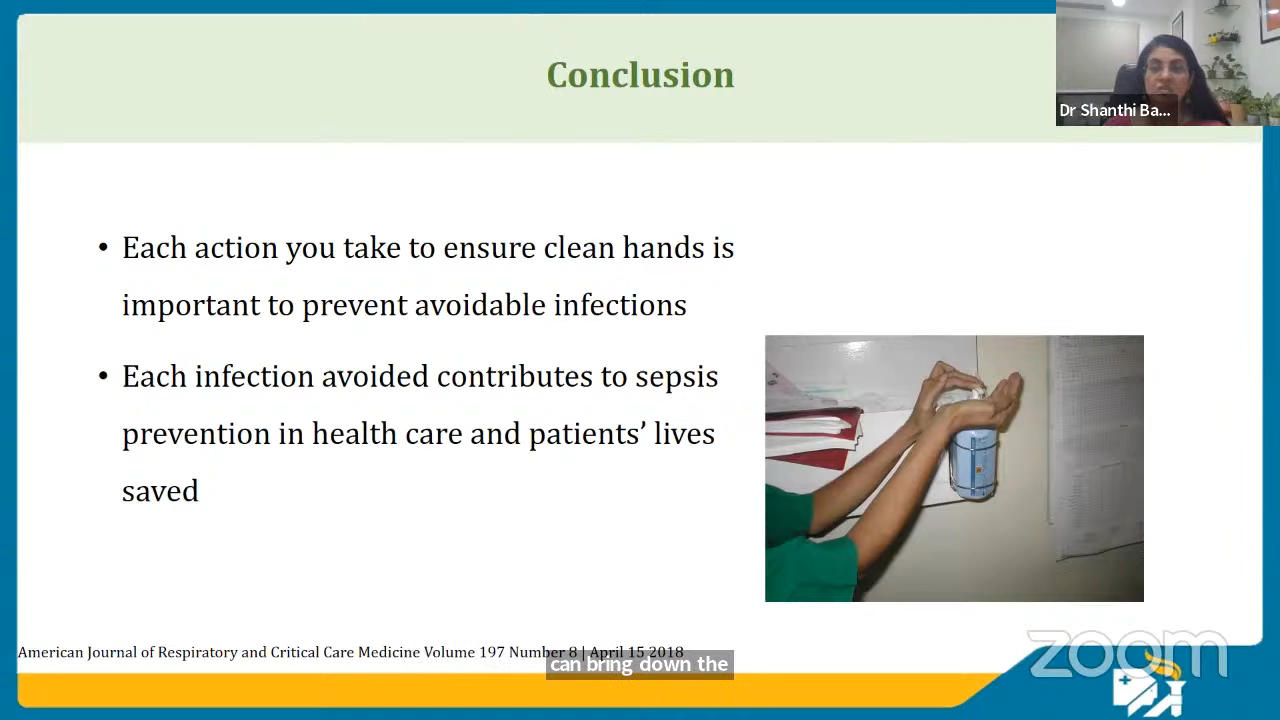 Conclusion
Dr Shanthi Ba...
• Each action you take to ensure clean hands is
important to prevent avoidable infections
• Each infection avoided contributes to sepsis
prevention in health care and patients’ lives
saved
American Journal of Respiratory and Critical Care Medicine Volume 197 Number 8 | April 15 2018
can bring down the
zoom